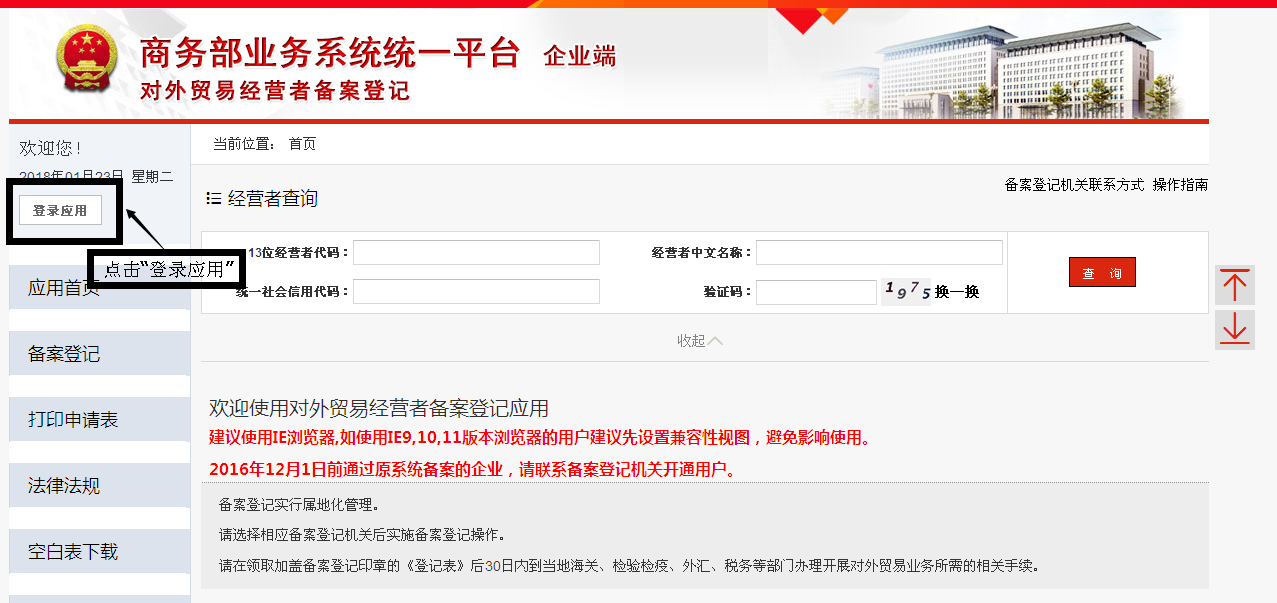 商务部业务系统统一平台 企业端
对外贸易经营者备案登记
欢迎您！
2018年01月23日 星期二
登录应用
点击“登录应用”
应用首页
备案登记
打印申请表
法律法规
空白表下载
当前位置： 首页
备案登记机关联系方式 操作指南
经营者查询
13位经营者代码：
经营者中文名称：
统一社会信用代码：
验证码：
1975
换一换
查 询
收起
欢迎使用对外贸易经营者备案登记应用
建议使用IE浏览器,如使用IE9,10,11版本浏览器的用户建议先设置兼容性视图，避免影响使用。
2016年12月1日前通过原系统备案的企业，请联系备案登记机关开通用户。
备案登记实行属地化管理。
请选择相应备案登记机关后实施备案登记操作。
请在领取加盖备案登记印章的《登记表》后30日内到当地海关、检验检疫、外汇、税务等部门办理开展对外贸易业务所需的相关手续。